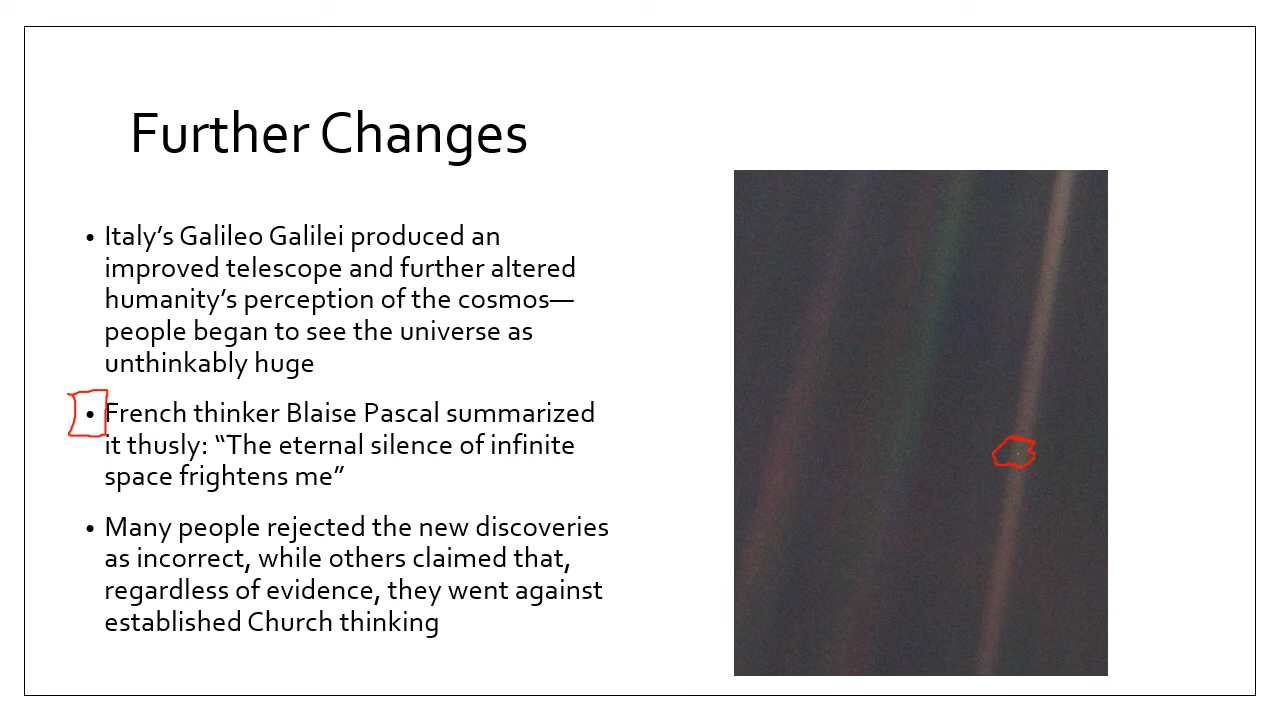 Further Changes
• Italy’s Galileo Galilei produced an
improved telescope and further altered
humanity’s perception of the cosmos—
people began to see the universe as
unthinkably huge
• French thinker Blaise Pascal summarized
it thusly: “The eternal silence of infinite
space frightens me”
• Many people rejected the new discoveries
as incorrect, while others claimed that,
regardless of evidence, they went against
established Church thinking